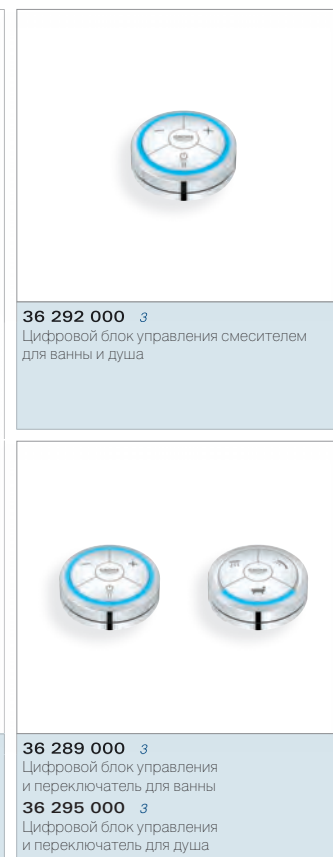 36 292 000 3
Цифровой блок управления смесителем
для ванны и душа
36 289 000 3
Цифровой блок управления
и переключатель для ванны
36 295 000 3
Цифровой блок управления
и переключатель для душа